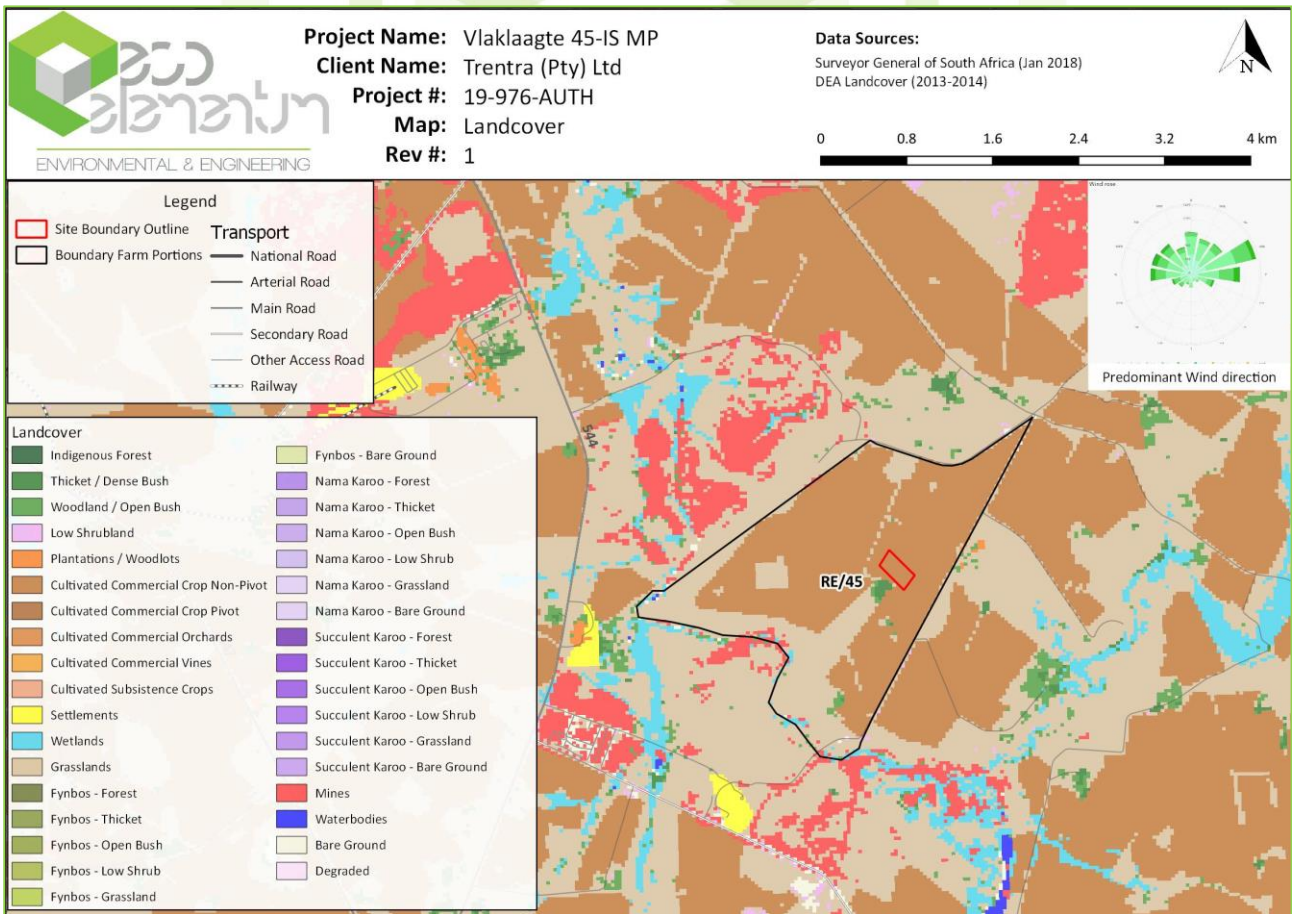 eco
elementum
ENVIRONMENTAL & ENGINEERING
Project Name: Vlaklaagte 45-IS MP
Client Name: Trentra (Pty) Ltd
Project #: 19-976-AUTH
Map: Landcover
Rev #: 1
Data Sources:
Surveyor General of South Africa (Jan 2018)
DEA Landcover (2013-2014)
N
0 0.8 1.6 2.4 3.2 4 km
Legend
Site Boundary Outline
Boundary Farm Portions
Transport
National Road
Arterial Road
Main Road
Secondary Road
Other Access Road
Railway
Wind rose
Predominant Wind direction
Landcover
Indigenous Forest
Thicket / Dense Bush
Woodland / Open Bush
Low Shrubland
Plantations / Woodlots
Cultivated Commercial Crop Non-Pivot
Cultivated Commercial Crop Pivot
Cultivated Commercial Orchards
Cultivated Commercial Vines
Cultivated Subsistence Crops
Settlements
Wetlands
Grasslands
Fynbos - Forest
Fynbos - Thicket
Fynbos - Open Bush
Fynbos - Low Shrub
Fynbos - Grassland
Fynbos - Bare Ground
Nama Karoo - Forest
Nama Karoo - Thicket
Nama Karoo - Open Bush
Nama Karoo - Low Shrub
Nama Karoo - Grassland
Nama Karoo - Bare Ground
Succulent Karoo - Forest
Succulent Karoo - Thicket
Succulent Karoo - Open Bush
Succulent Karoo - Low Shrub
Succulent Karoo - Grassland
Succulent Karoo - Bare Ground
Mines
Waterbodies
Bare Ground
Degraded
544
RE/45